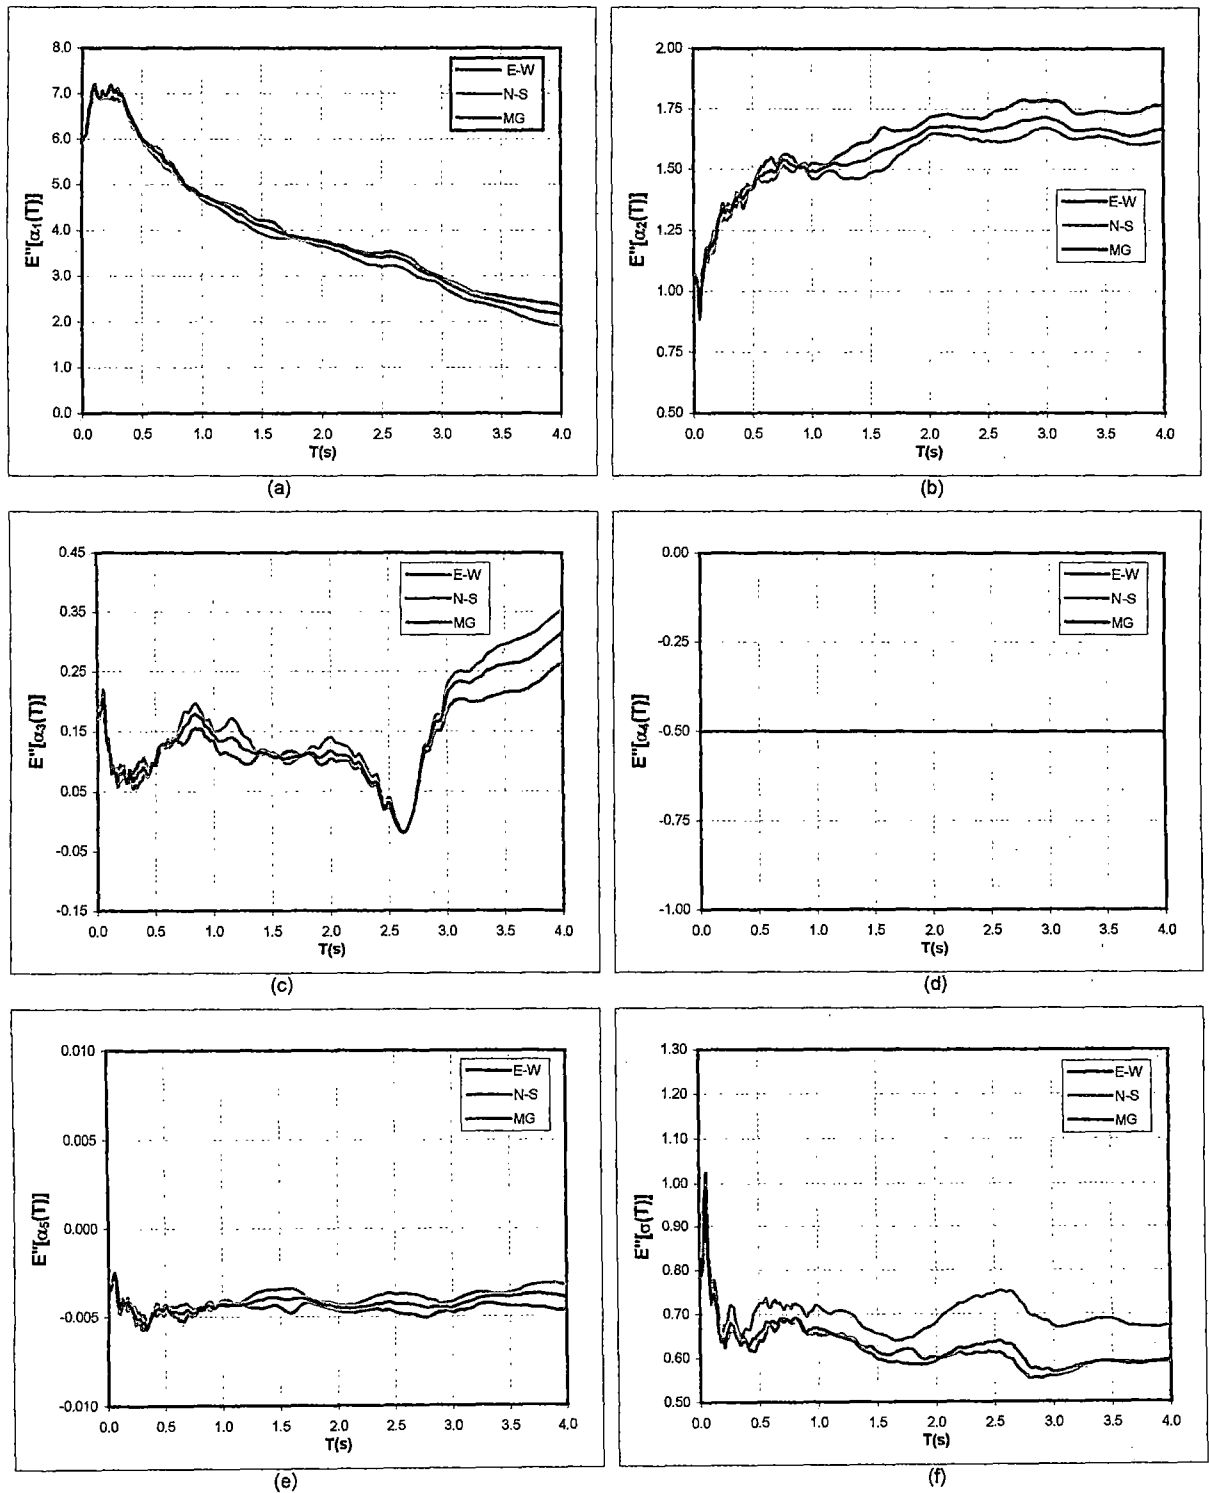 8.0
7.0
6.0
5.0
4.0
3.0
2.0
1.0
0.0
E"[α1(T)]
E-W
N-S
MG
0.0 0.5 1.0 1.5 2.0 2.5 3.0 3.5 4.0
T(s)
(a)
2.00
1.75
1.50
1.25
1.00
0.75
0.50
E"[α2(T)]
E-W
N-S
MG
0.0 0.5 1.0 1.5 2.0 2.5 3.0 3.5 4.0
T(s)
(b)
0.45
0.35
0.25
0.15
0.05
-0.05
-0.15
E"[α3(T)]
E-W
N-S
MG
0.0 0.5 1.0 1.5 2.0 2.5 3.0 3.5 4.0
T(s)
(c)
0.00
-0.25
-0.50
-0.75
-1.00
E"[α4(T)]
E-W
N-S
MG
0.0 0.5 1.0 1.5 2.0 2.5 3.0 3.5 4.0
T(s)
(d)
0.010
0.005
0.000
-0.005
-0.010
E"[α5(T)]
E-W
N-S
MG
0.0 0.5 1.0 1.5 2.0 2.5 3.0 3.5 4.0
T(s)
(e)
1.30
1.20
1.10
1.00
0.90
0.80
0.70
0.60
0.50
E"[σ(T)]
E-W
N-S
MG
0.0 0.5 1.0 1.5 2.0 2.5 3.0 3.5 4.0
T(s)
(f)